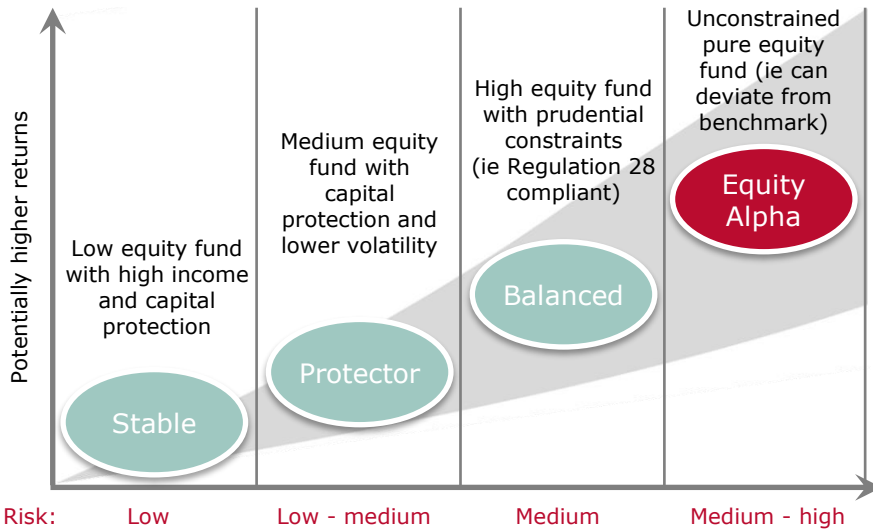 Potentially higher returns
Low equity fund
with high income
and capital
protection
Stable
Medium equity
fund with
capital
protection and
lower volatility
Protector
High equity fund
with prudential
constraints
(ie Regulation 28
compliant)
Balanced
Unconstrained
pure equity
fund (ie can
deviate from
benchmark)
Equity
Alpha
Risk: Low Low - medium Medium Medium - high